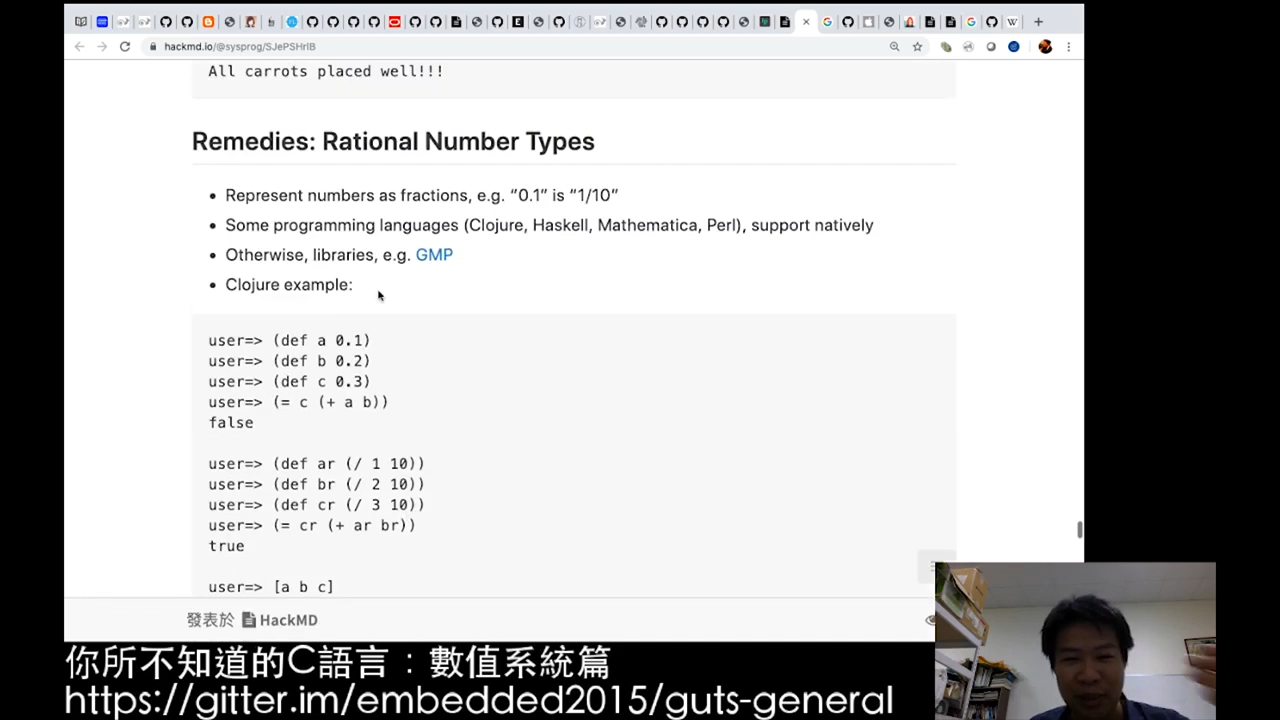 hackmd.io/@sysprog/SJePSHrlB
All carrots placed well!!!
Remedies: Rational Number Types
• Represent numbers as fractions, e.g. “0.1” is “1/10”
• Some programming languages (Clojure, Haskell, Mathematica, Perl), support natively
• Otherwise, libraries, e.g. GMP
• Clojure example:
user=> (def a 0.1)
user=> (def b 0.2)
user=> (def c 0.3)
user=> (= c (+ a b))
false
user=> (def ar (/ 1 10))
user=> (def br (/ 2 10))
user=> (def cr (/ 3 10))
user=> (= cr (+ ar br))
true
user=> [a b c]
發表於 HackMD
你所不知道的C語言：數值系統篇
https://gitter.im/embedded2015/guts-general